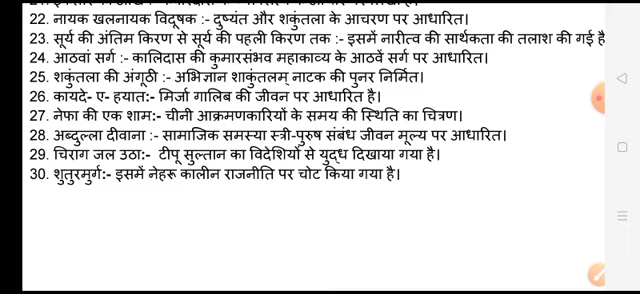 22. नायक खलनायक विदूषक :- दुष्यंत और शकुंतला के आचरण पर आधारित।
23. सूर्य की अंतिम किरण से सूर्य की पहली किरण तक :- इसमें नारीत्व की सार्थकता की तलाश की गई है
24. आठवां सर्ग :- कालिदास की कुमारसंभव महाकाव्य के आठवें सर्ग पर आधारित।
25. शकुंतला की अंगूठी :- अभिज्ञान शाकुंतलम् नाटक की पुनर निर्मित।
26. कायदे- ए- हयात:- मिर्जा गालिब की जीवन पर आधारित है।
27. नेफा की एक शाम:- चीनी आक्रमणकारियों के समय की स्थिति का चित्रण।
28. अब्दुल्ला दीवाना :- सामाजिक समस्या स्त्री-पुरुष संबंध जीवन मूल्य पर आधारित।
29. चिराग जल उठा:- टीपू सुल्तान का विदेशियों से युद्ध दिखाया गया है।
30. शुतुरमुर्ग:- इसमें नेहरू कालीन राजनीति पर चोट किया गया है।